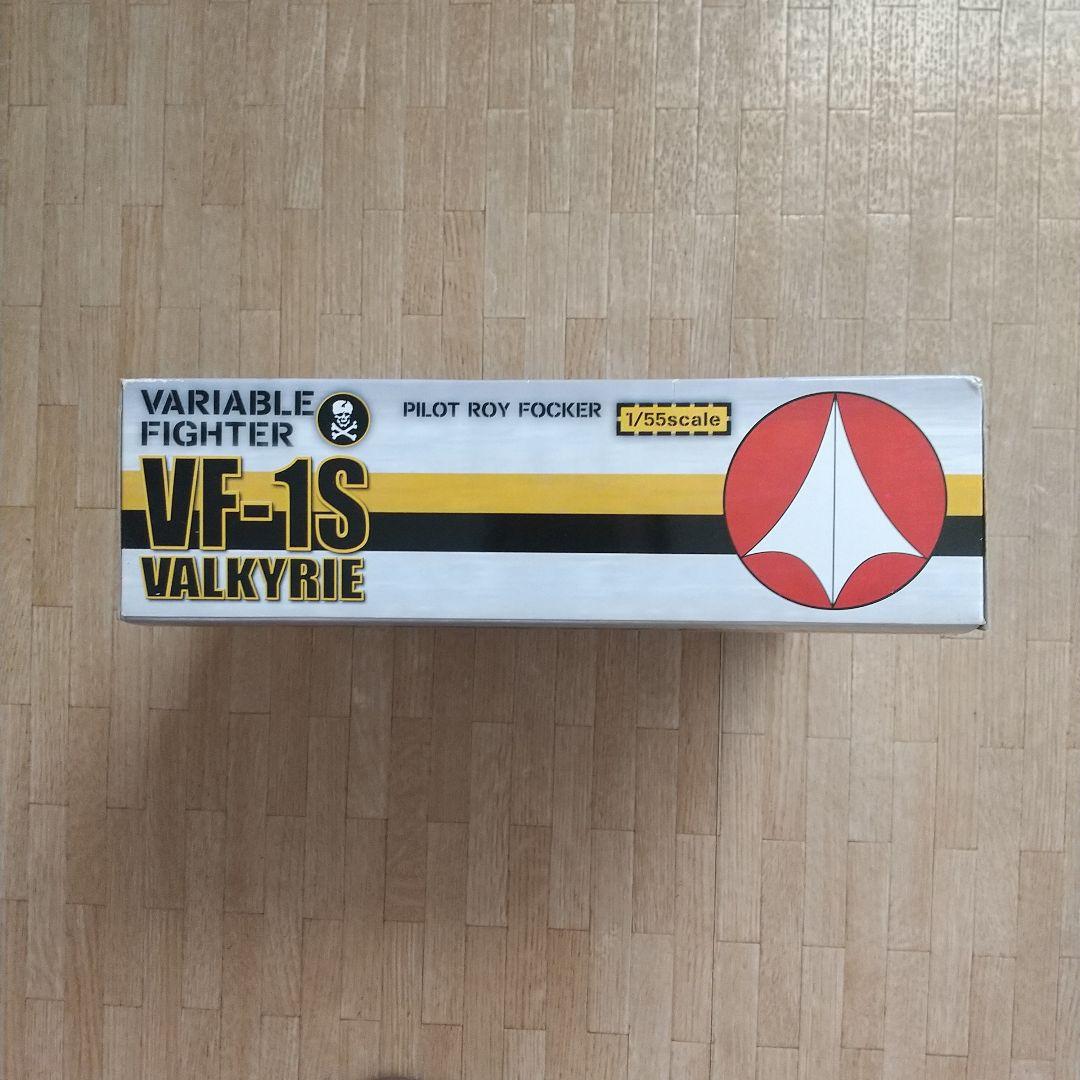 VARIABLE
FIGHTER
VF-1S
VALKYRIE
PILOT ROY FOCKER
1/55scale